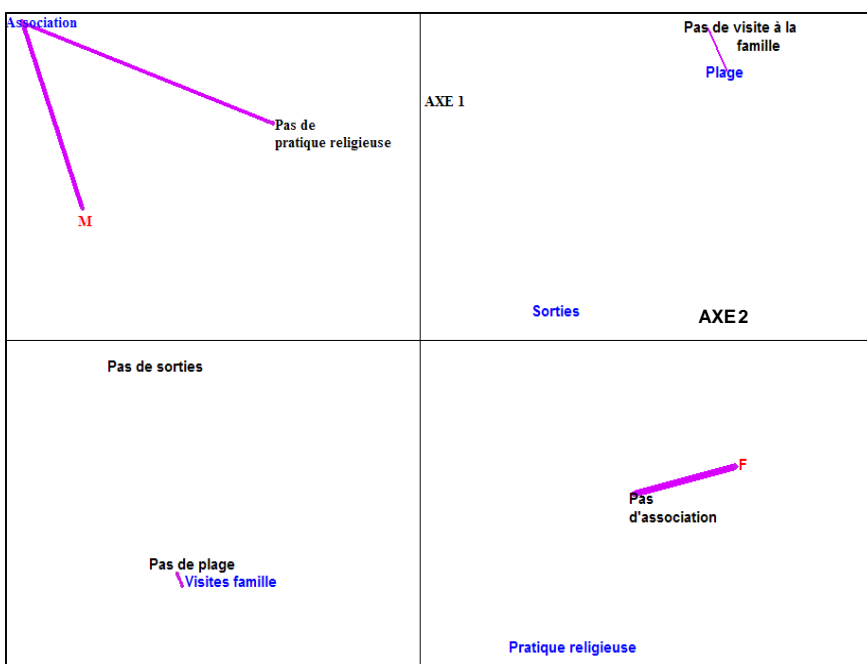 Association
Pas de
pratique religieuse
M
AXE 1
Pas de visite à la
famille
Plage
Sorties
AXE 2
Pas de sorties
Pas de plage
Visites famille
F
Pas
d'association
Pratique religieuse